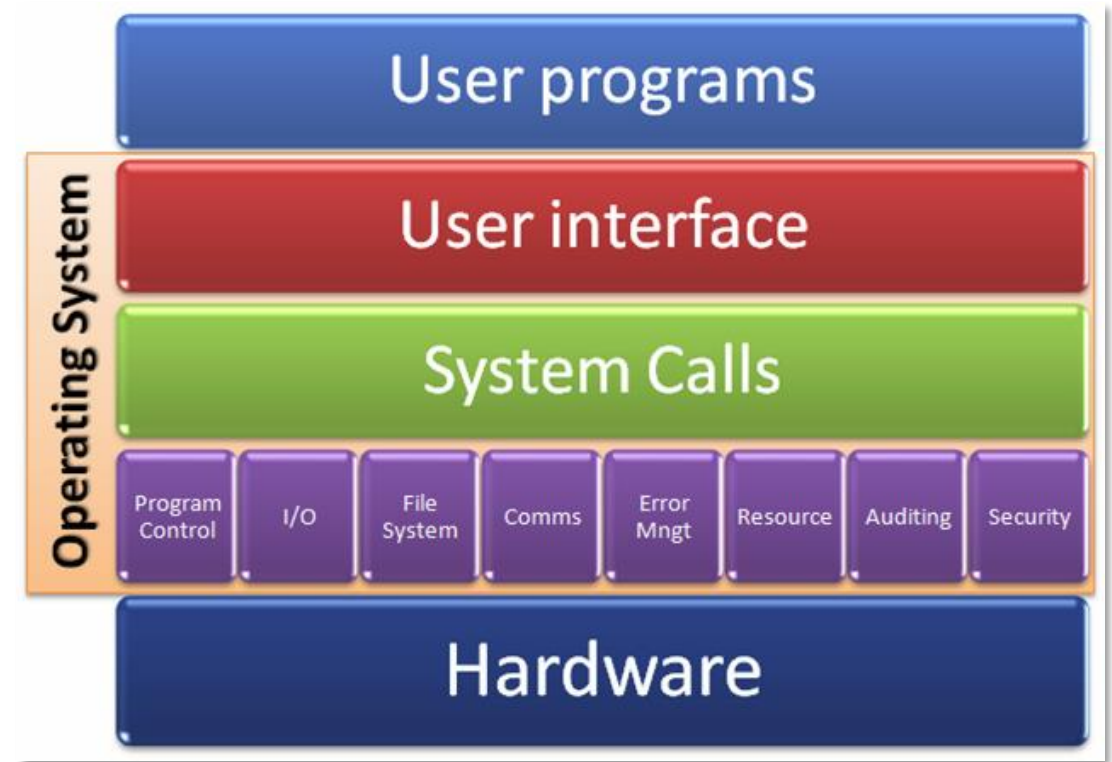 User programs
Operating System
User interface
System Calls
Program
Control
I/O
File
System
Comms
Error
Mngt
Resource
Auditing
Security
Hardware